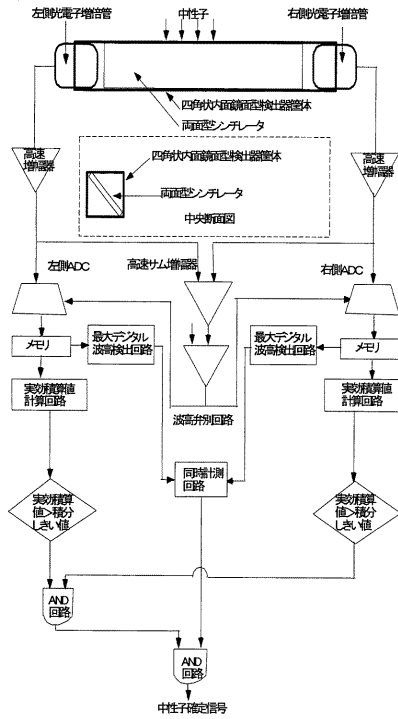 左側光電子増倍管
中性子
右側光電子増倍管
四角状内面鏡面型検出器筐体
両面型シンチレータ
高速
増幅器
高速
増幅器
四角状内面鏡面型検出器筐体
両面型シンチレータ
中央断面図
左側ADC
高速サム増幅器
右側ADC
メモリ
最大デジタル
波高検出回路
最大デジタル
波高検出回路
メモリ
実効積算値
計算回路
実効積算値
計算回路
波高弁別回路
同時計測
回路
実効積算
値>積分
しきい値
実効積算
値>積分
しきい値
AND
回路
AND
回路
中性子確定信号